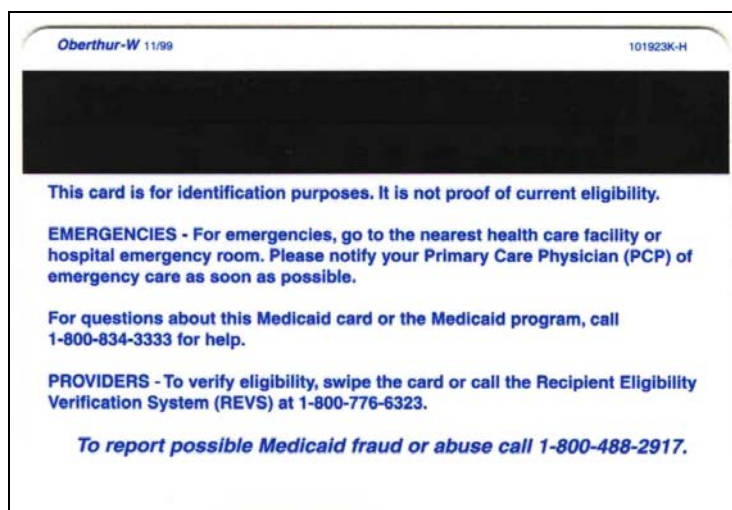 Oberthur-W 11/99 101923K-H
This card is for identification purposes. It is not proof of current eligibility.
EMERGENCIES - For emergencies, go to the nearest health care facility or
hospital emergency room. Please notify your Primary Care Physician (PCP) of
emergency care as soon as possible.
For questions about this Medicaid card or the Medicaid program, call
1-800-834-3333 for help.
PROVIDERS - To verify eligibility, swipe the card or call the Recipient Eligibility
Verification System (REVS) at 1-800-776-6323.
To report possible Medicaid fraud or abuse call 1-800-488-2917.